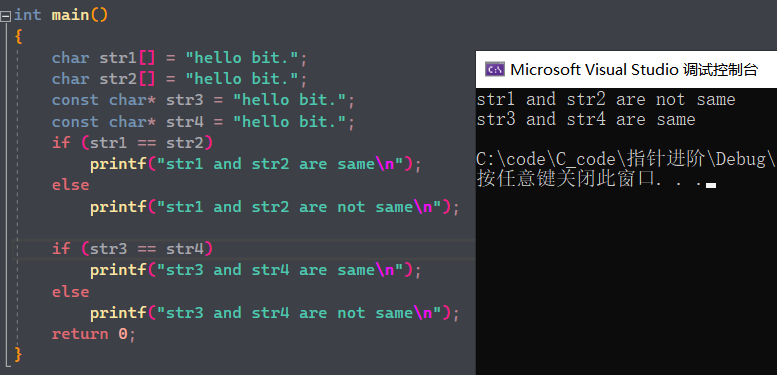 int main()
{
char str1[] = "hello bit.";
char str2[] = "hello bit.";
const char* str3 = "hello bit.";
const char* str4 = "hello bit.";
if (str1 == str2)
printf("str1 and str2 are same\n");
else
printf("str1 and str2 are not same\n");
if (str3 == str4)
printf("str3 and str4 are same\n");
else
printf("str3 and str4 are not same\n");
return 0;
}
Microsoft Visual Studio 调试控制台
str1 and str2 are not same
str3 and str4 are same
C:\code\C_code\指针进阶\Debug\
按任意键关闭此窗口. . .